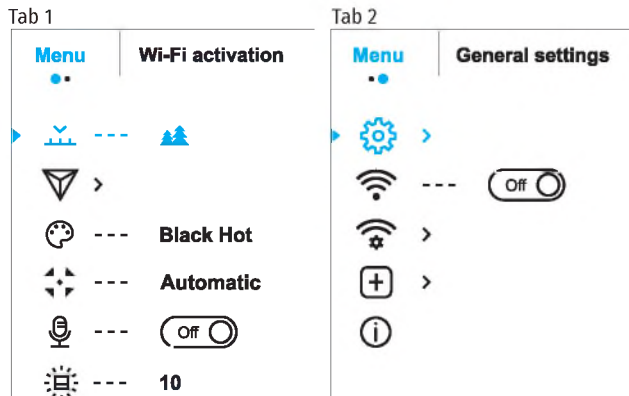 Tab 1
Menu Wi-Fi activation
Black Hot
Automatic
Off
10
Tab 2
Menu General settings
Off